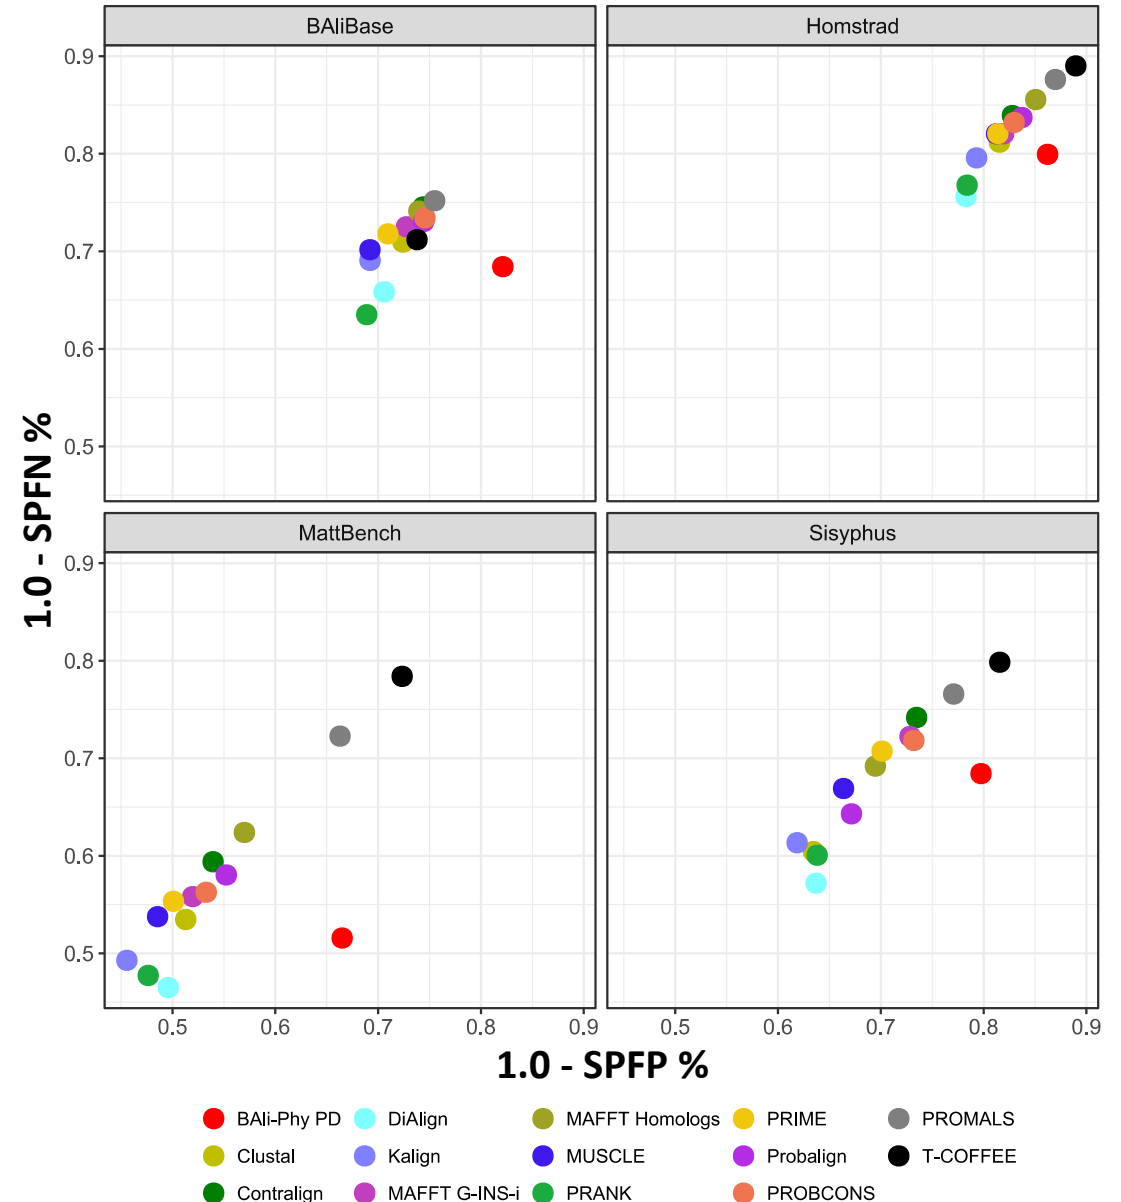 BAliBase
Homstrad
0.9
0.8
0.7
0.6
0.5
MattBench
Sisyphus
0.9
0.8
0.7
0.6
0.5
1.0 - SPFN %
0.5 0.6 0.7 0.8 0.9
0.5 0.6 0.7 0.8 0.9
1.0 - SPFP %
BAli-Phy PD DiAlign MAFFT Homologs PRIME PROMALS
Clustal Kalign MUSCLE Probalign T-COFFEE
Contralign MAFFT G-INS-i PRANK PROBCONS